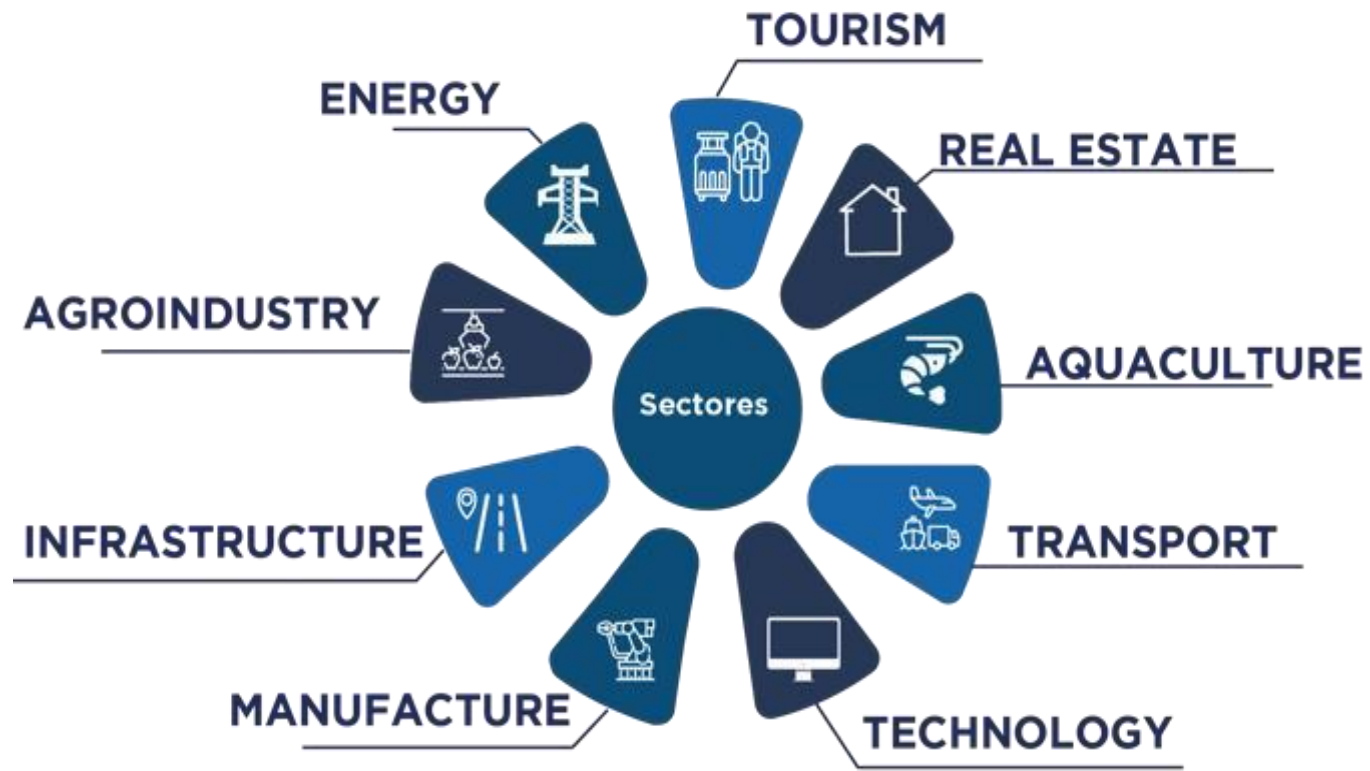 TOURISM
ENERGY
REAL ESTATE
AGROINDUSTRY
AQUACULTURE
Sectores
INFRASTRUCTURE
TRANSPORT
MANUFACTURE
TECHNOLOGY